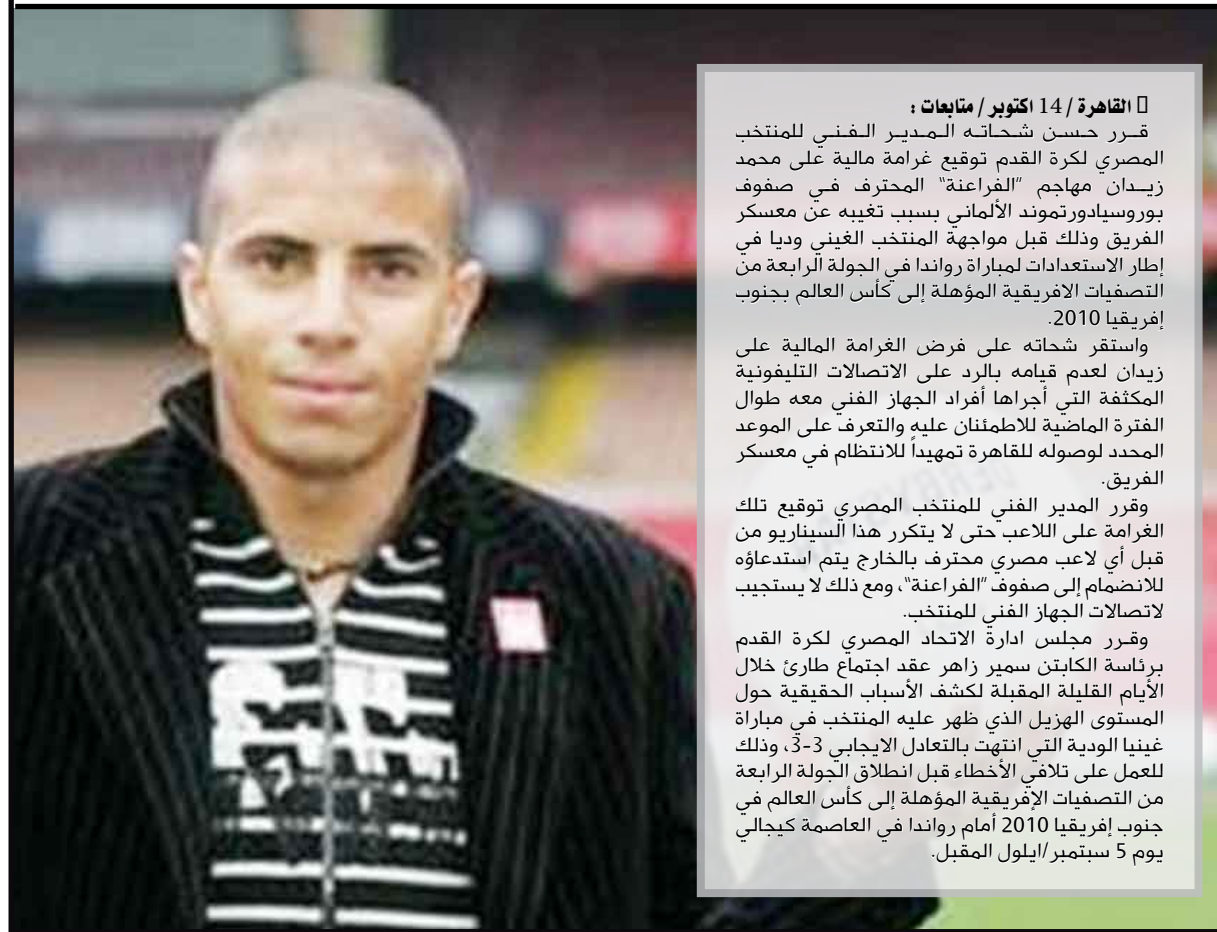 القاهرة / 14 اكتوبر / متابعات :
قـرر حـسـن شـحـاتـه الـمـديـر الـفـنـي للمنتخب
المصري لكرة القدم توقيع غرامة مالية على محمد
زيــدان مهاجم "الفراعنة" المحترف فـي صفوف
بوروسيادورتموند الألماني بسبب تغيبه عن معسكر
الفريق وذلك قبل مواجهة المنتخب الغيني وديا في
إطار الاستعدادات لمباراة رواندا في الجولة الرابعة من
التصفيات الافريقية المؤهلة إلى كأس العالم بجنوب
إفريقيا 2010.
واستقر شحاته على فرض الغرامة المالية على
زيدان لعدم قيامه بالرد على الاتصالات التليفونية
المكثفة التي أجراها أفراد الجهاز الفني معه طوال
الفترة الماضية للاطمئنان عليه والتعرف على الموعد
المحدد لوصوله للقاهرة تمهيداً للانتظام في معسكر
الفريق.
وقرر المدير الفني للمنتخب المصري توقيع تلك
الغرامة على اللاعب حتى لا يتكرر هذا السيناريو من
قبل أي لاعب مصري محترف بالخارج يتم استدعاؤه
للانضمام إلى صفوف "الفراعنة"، ومع ذلك لا يستجيب
لاتصالات الجهاز الفني للمنتخب.
وقـرر مجلس ادارة الاتحاد المصري لكرة القدم
برئاسة الكابتن سمير زاهر عقد اجتماع طارئ خلال
الأيام القليلة المقبلة لكشف الأسباب الحقيقية حول
المستوى الهزيل الذي ظهر عليه المنتخب في مباراة
غينيا الودية التي انتهت بالتعادل الايجابي 3-3، وذلك
للعمل على تلافي الأخطاء قبل انطلاق الجولة الرابعة
من التصفيات الإفريقية المؤهلة إلى كأس العالم في
جنوب إفريقيا 2010 أمام رواندا في العاصمة كيجالي
يوم 5 سبتمبر/ايلول المقبل.